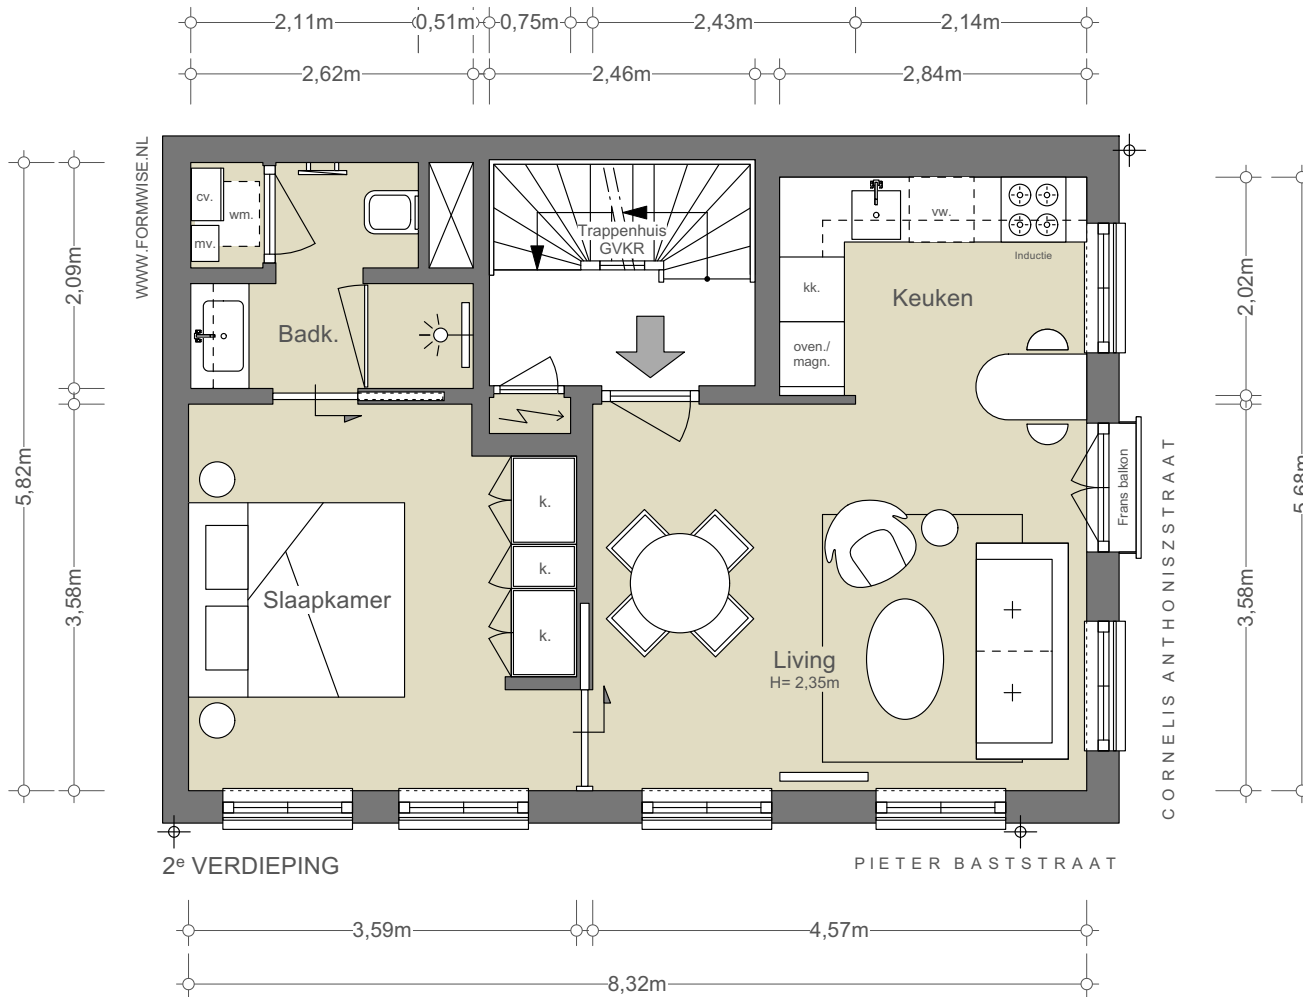 2,11m
0,51m
0,75m
2,43m
2,14m
2,62m
2,46m
2,84m
WWW.FORMWISE.NL
cv.
wm.
mv.
Trappenhuis
GVKR
vw.
Inductie
kk.
Keuken
oven./
magn.
Badk.
2,09m
5,82m
3,58m
2,02m
5,68m
3,58m
Frans balkon
CORNELIS ANTHONISZSTRAAT
k.
k.
k.
Slaapkamer
Living
H= 2,35m
2e VERDIEPING
PIETER BASTSTRAAT
3,59m
4,57m
8,32m